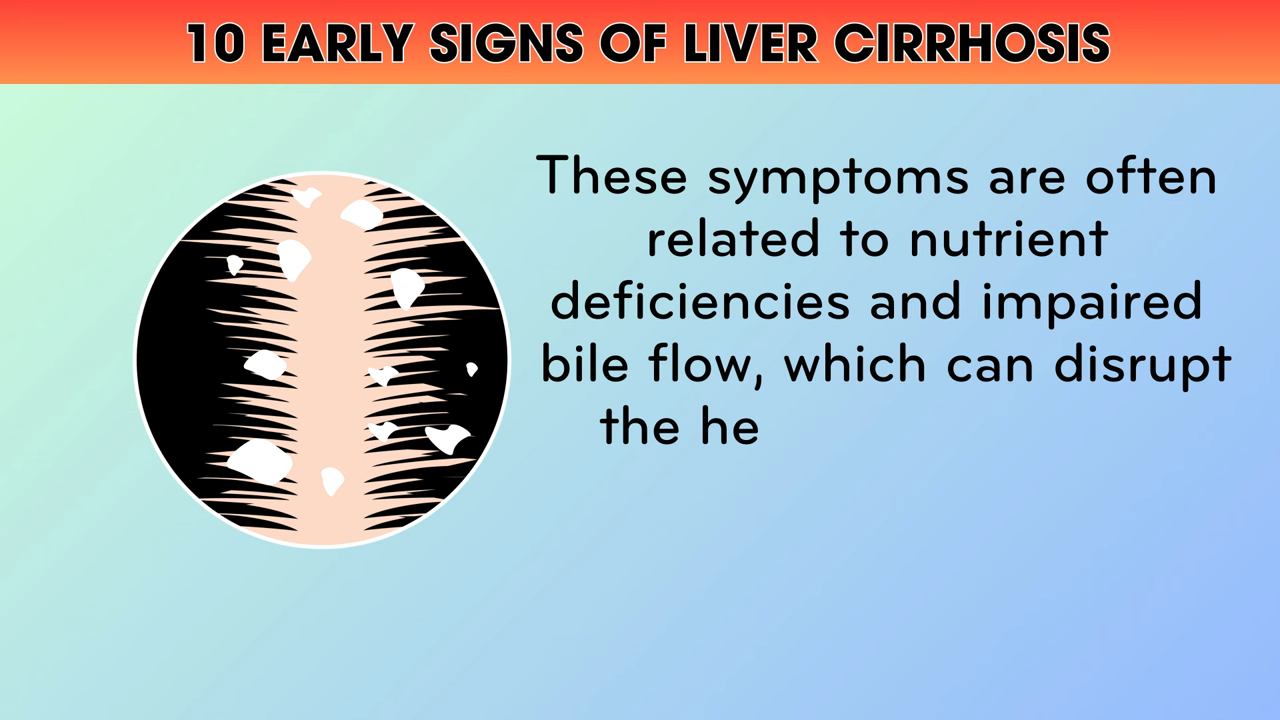 10 EARLY SIGNS OF LIVER CIRRHOSIS
These symptoms are often
related to nutrient
deficiencies and impaired
bile flow, which can disrupt
the he